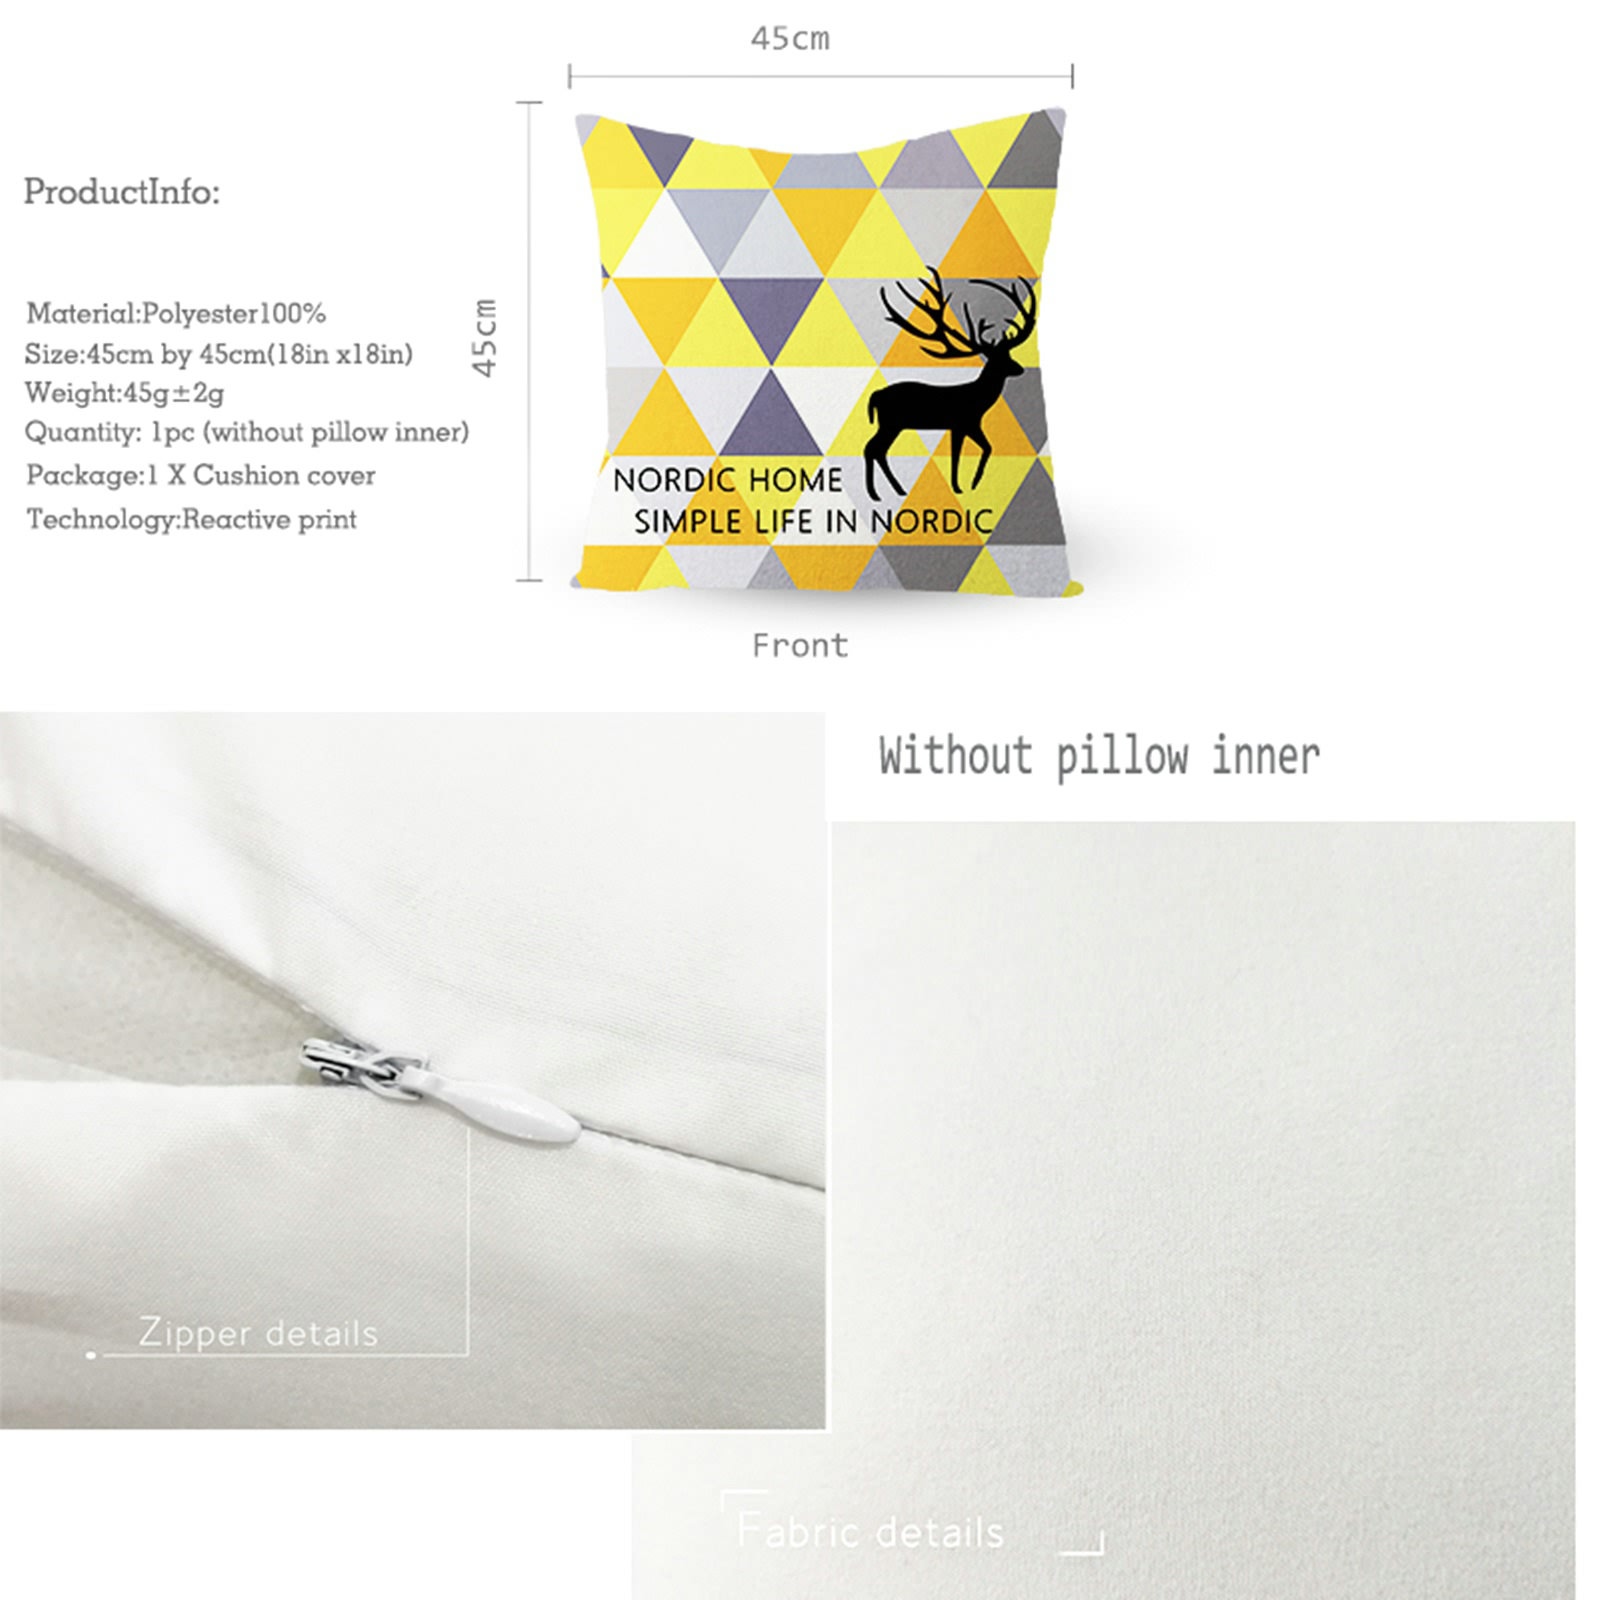 45cm
45cm
ProductInfo:
Material:Polyester100%
Size:45cm by 45cm(18in x18in)
Weight:45g±2g
Quantity: 1pc (without pillow inner)
Package:1 X Cushion cover
Technology:Reactive print
NORDIC HOME
SIMPLE LIFE IN NORDIC
Front
Without pillow inner
Zipper details
Fabric details